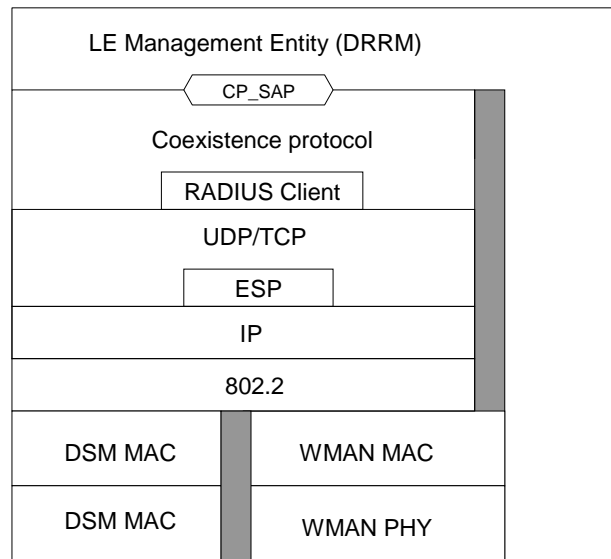 LE Management Entity (DRRM)
CP_SAP
Coexistence protocol
RADIUS Client
UDP/TCP
ESP
IP
802.2
DSM MAC
WMAN MAC
DSM MAC
WMAN PHY